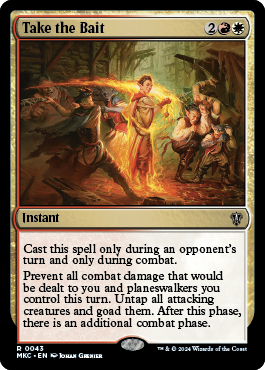 Take the Bait 2
Instant
Cast this spell only during an opponent's
turn and only during combat.
Prevent all combat damage that would
be dealt to you and planeswalkers you
control this turn. Untap all attacking
creatures and goad them. After this phase,
there is an additional combat phase.
R 0043
MKC • EN Johan Grenier
™ & © 2024 Wizards of the Coast